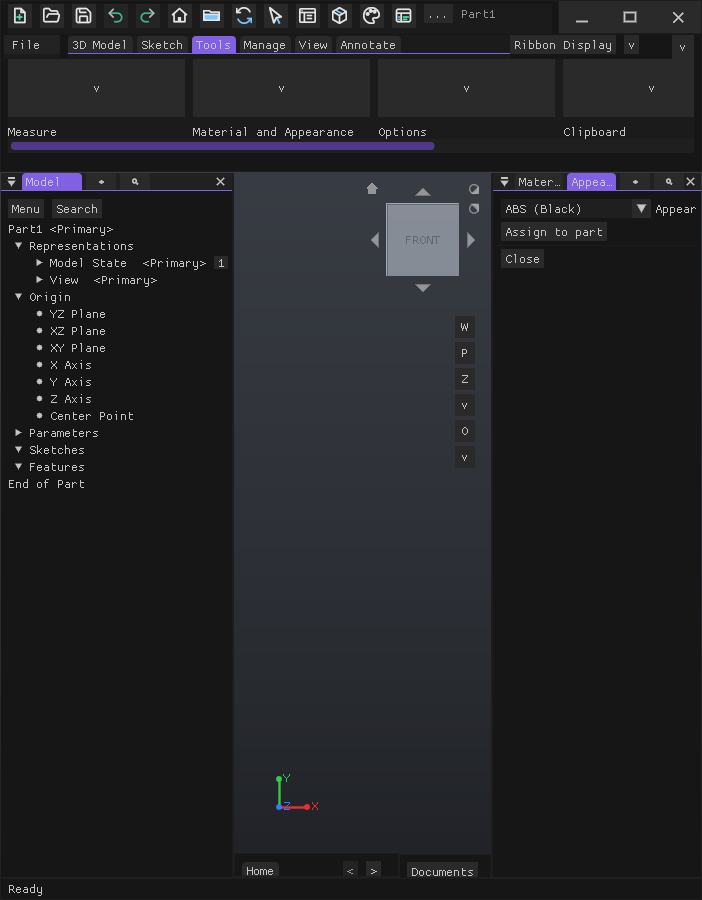 ... Part1
File 3D Model Sketch Tools Manage View Annotate Ribbon Display v v
v v v v
Measure Material and Appearance Options Clipboard
Model
Mater… Appea…
Menu Search
Part1 <Primary>
Representations
Model State <Primary> 1
View <Primary>
Origin
YZ Plane
XZ Plane
XY Plane
X Axis
Y Axis
Z Axis
Center Point
Parameters
Sketches
Features
End of Part
FRONT
W
P
Z
v
O
v
Y
Z X
Home < > Documents
ABS (Black) Appear
Assign to part
Close
Ready